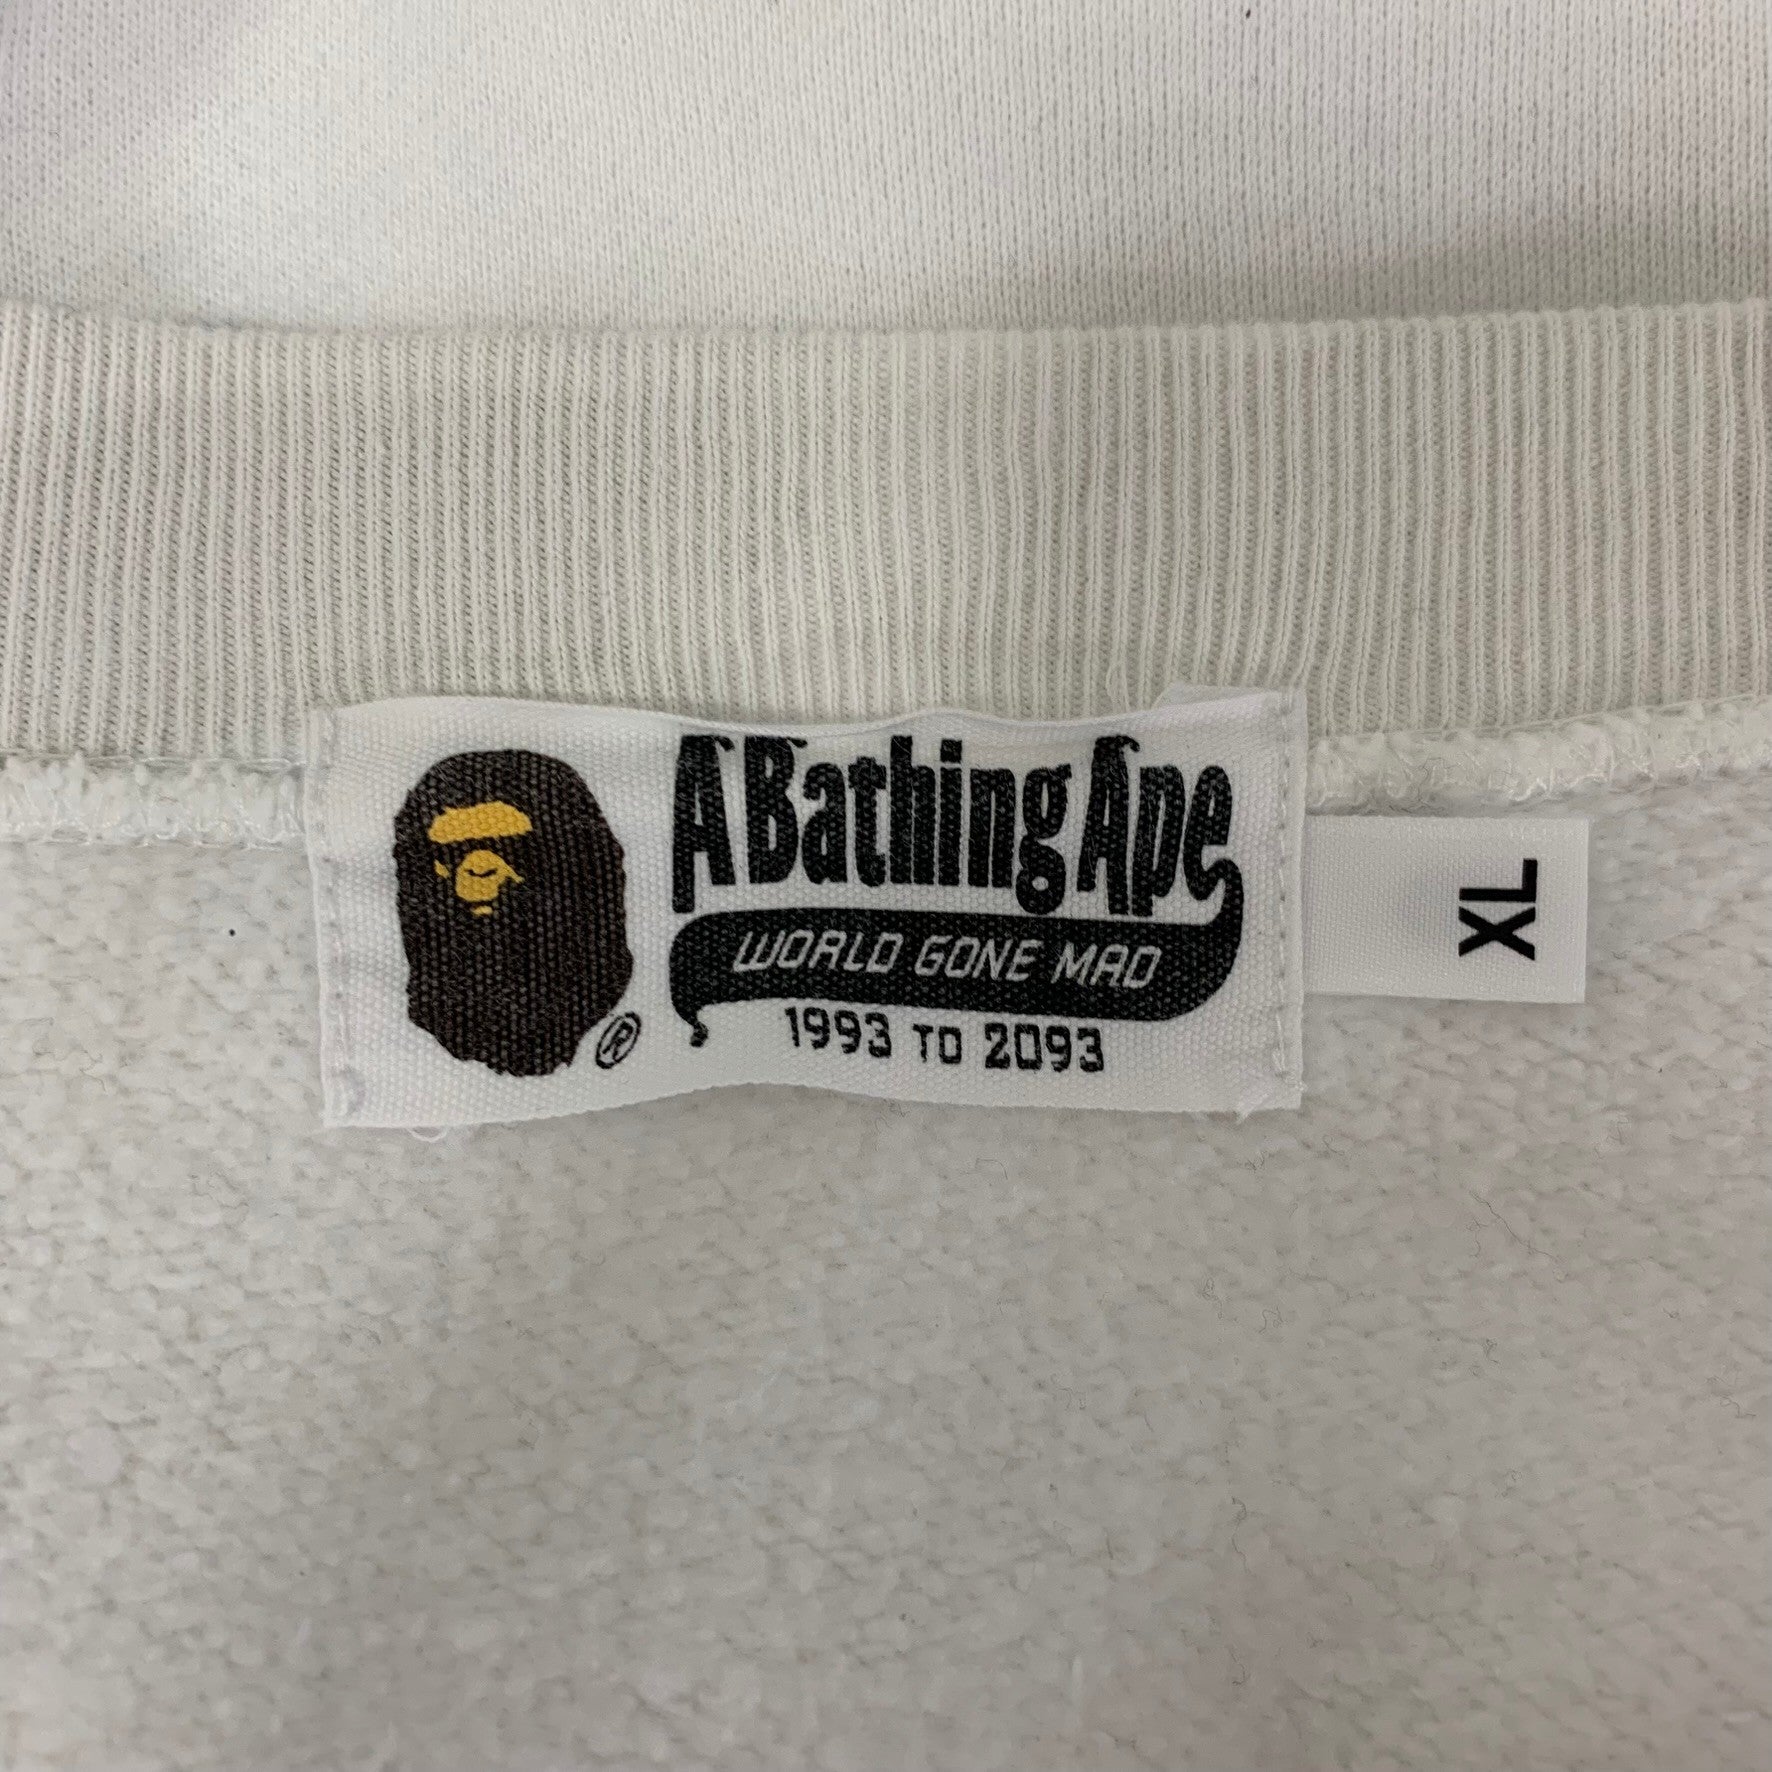 A Bathing Ape
WORLD GONE MAD
1993 TO 2093
®
XL